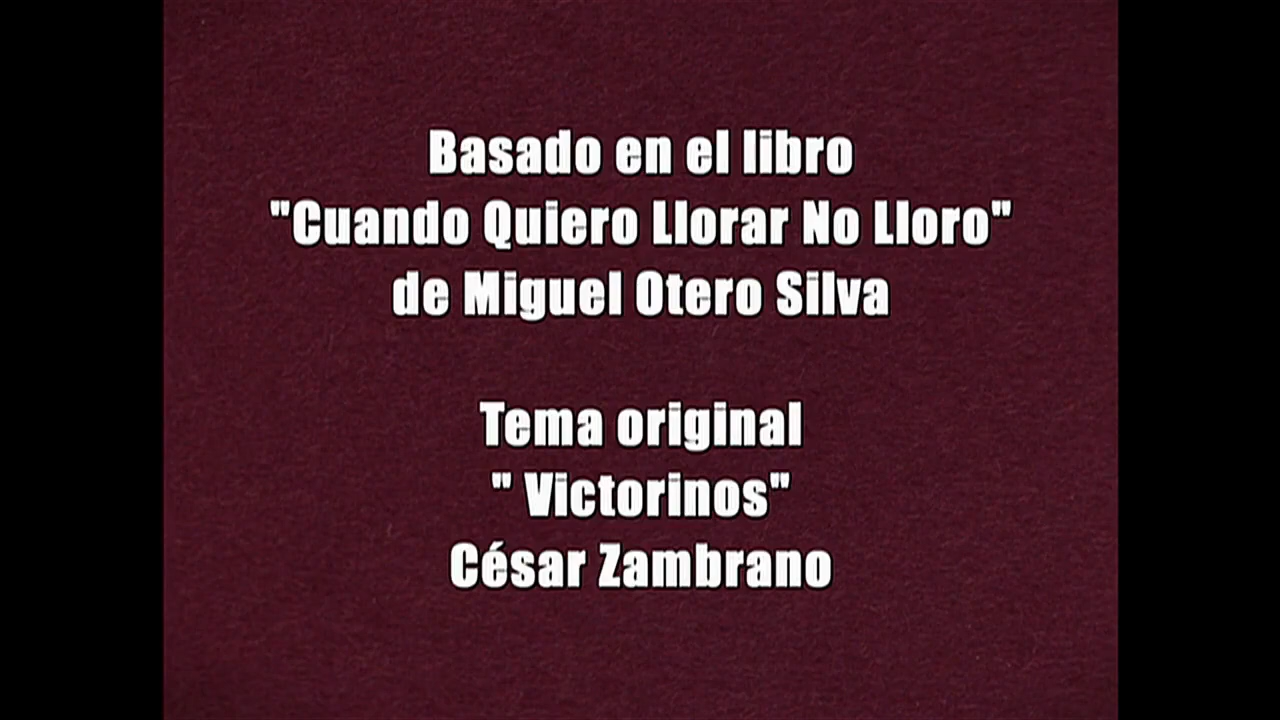 Basado en el libro
"Cuando Quiero Llorar No Lloro"
de Miguel Otero Silva
Tema original
" Victorinos"
César Zambrano